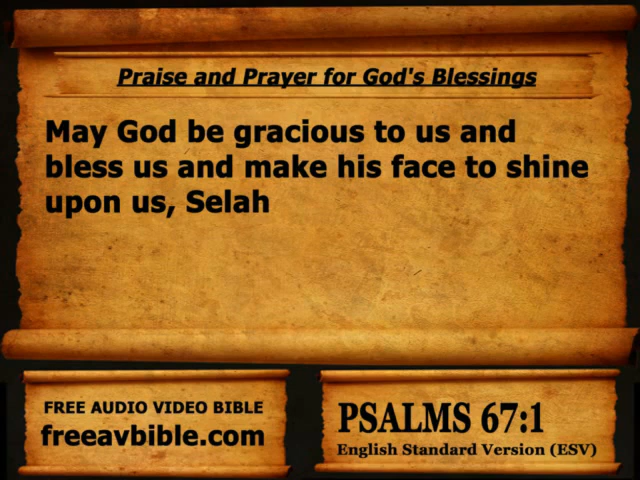 Praise and Prayer for God's Blessings
May God be gracious to us and
bless us and make his face to shine
upon us, Selah
FREE AUDIO VIDEO BIBLE
freeavbible.com
PSALMS 67:1
English Standard Version (ESV)